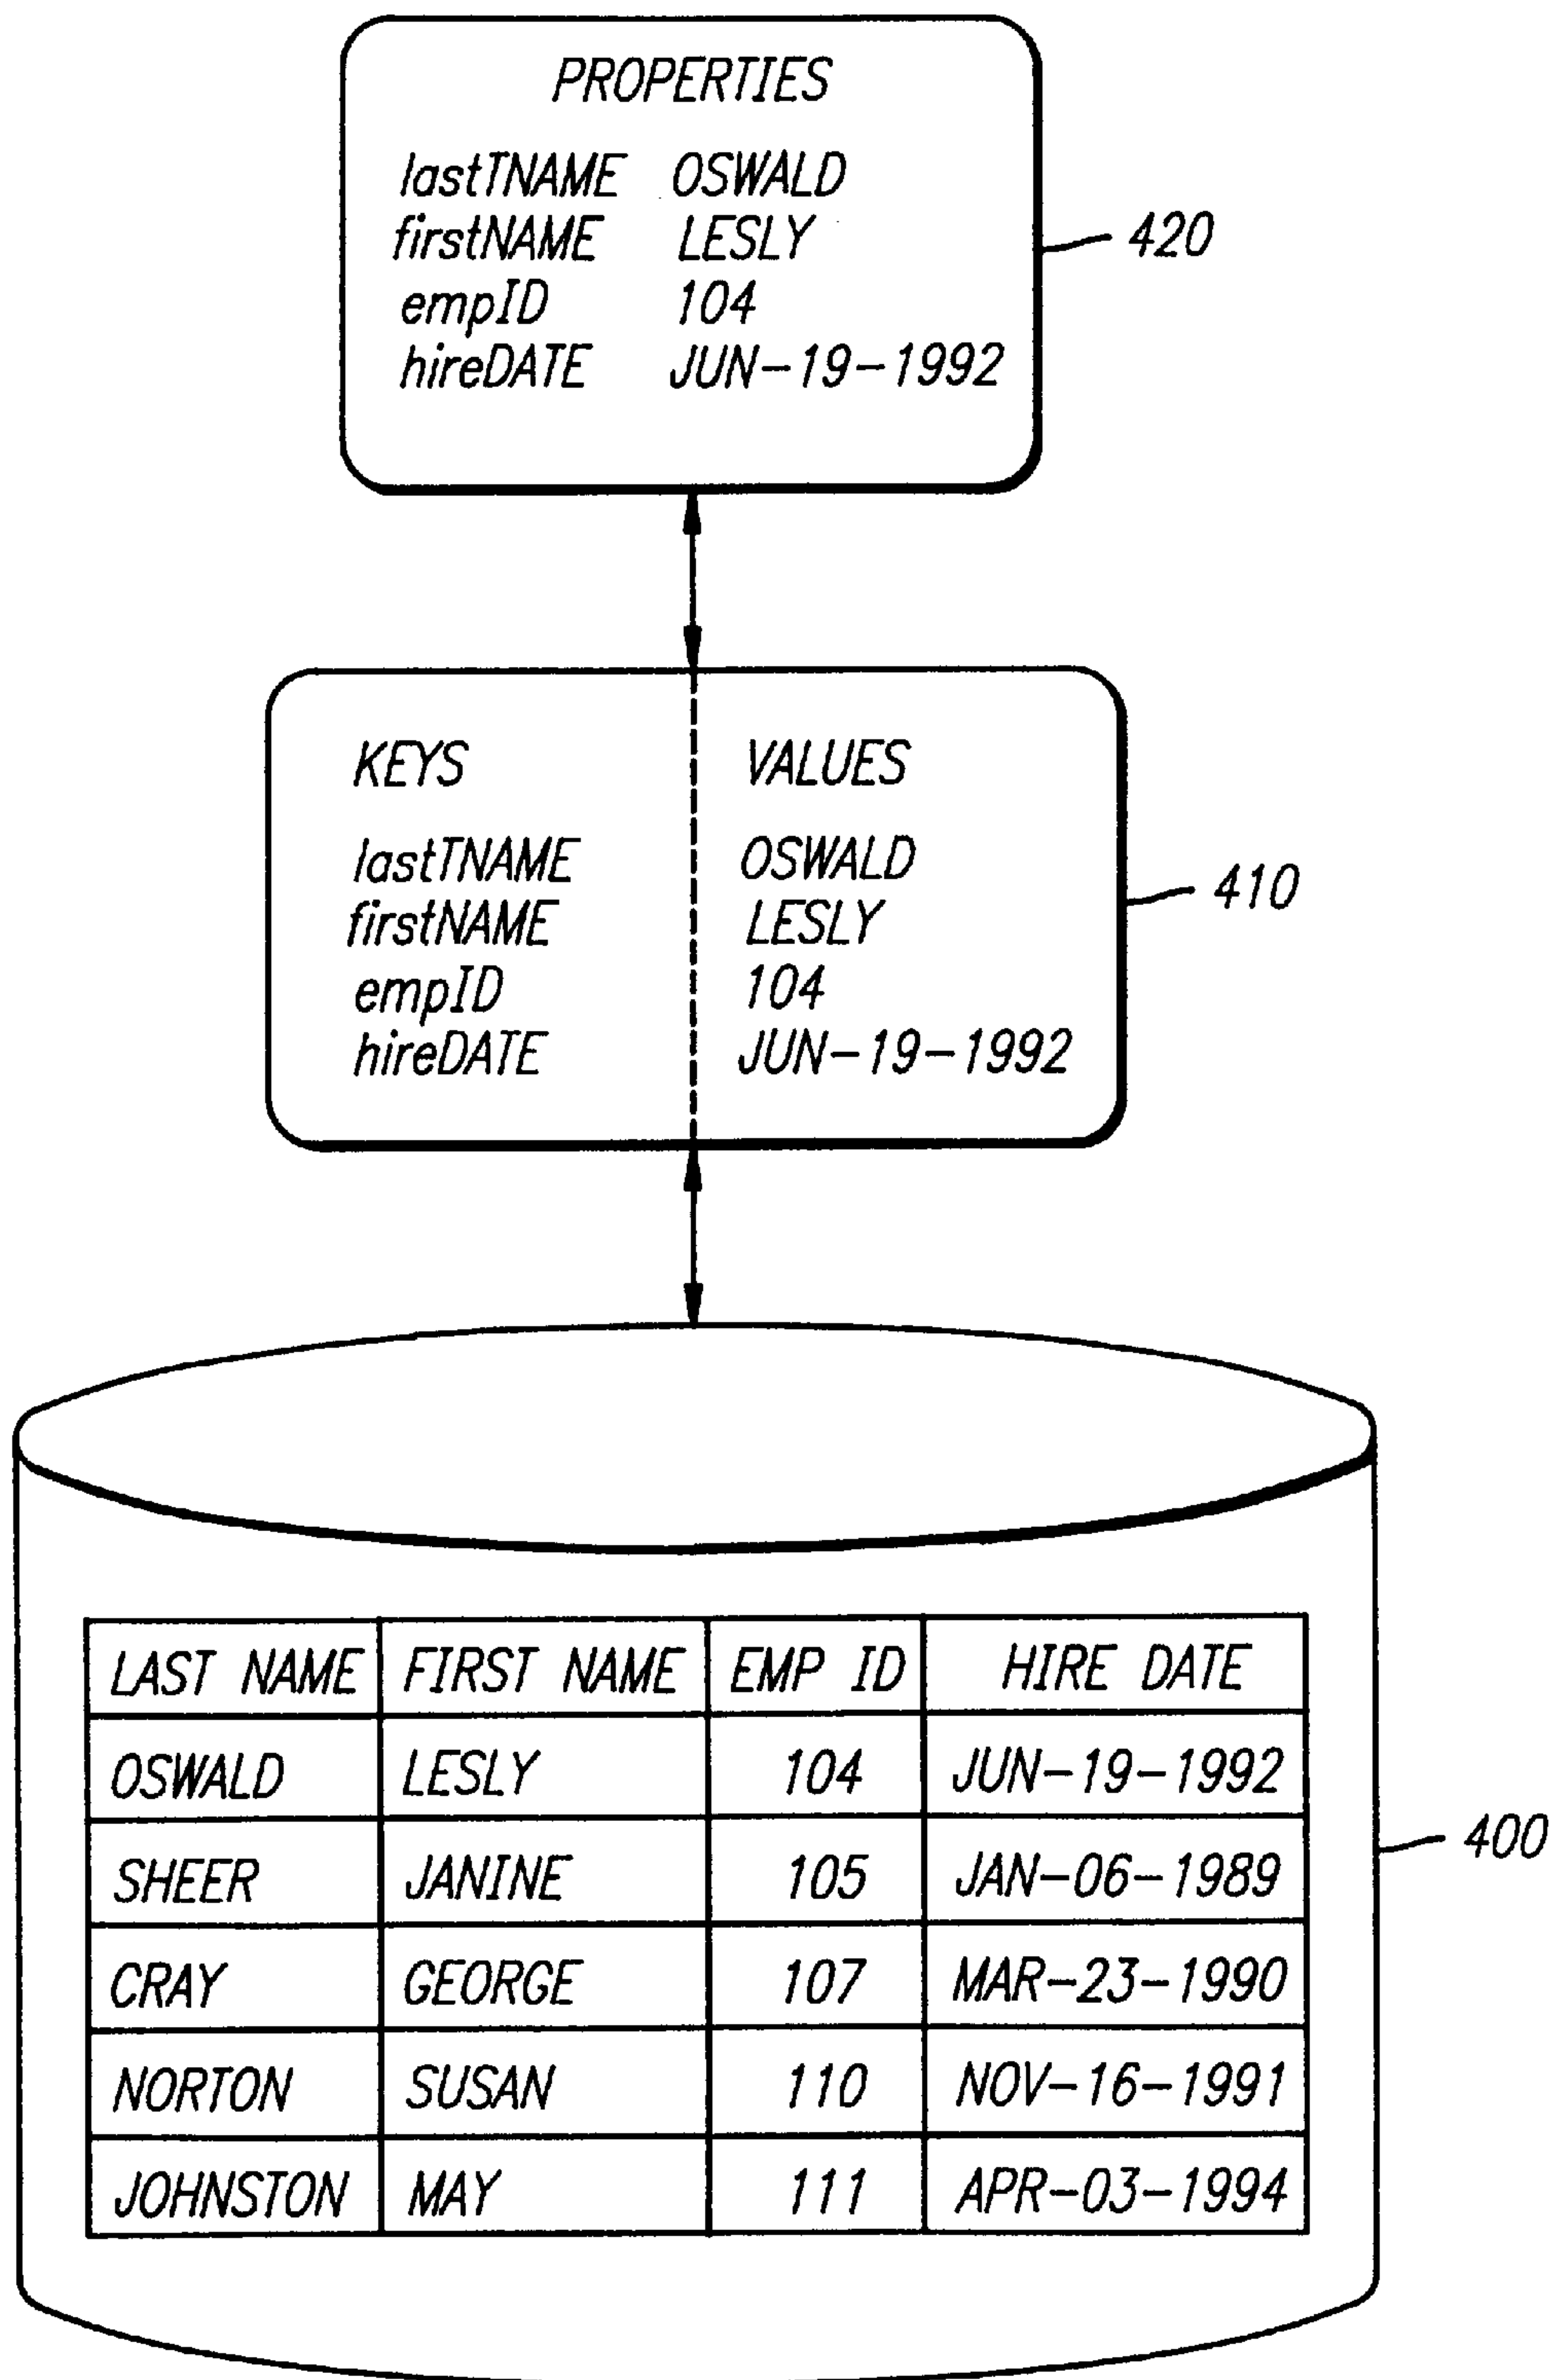 PROPERTIES
lastTNAME OSWALD
firstNAME LESLY
empID 104
hireDATE JUN-19-1992
420
KEYS VALUES
lastTNAME OSWALD
firstNAME LESLY
empID 104
hireDATE JUN-19-1992
410
LAST NAME FIRST NAME EMP ID HIRE DATE
OSWALD LESLY 104 JUN-19-1992
SHEER JANINE 105 JAN-06-1989
CRAY GEORGE 107 MAR-23-1990
NORTON SUSAN 110 NOV-16-1991
JOHNSTON MAY 111 APR-03-1994
400